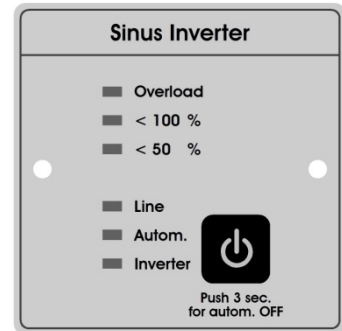 Sinus Inverter
Overload
< 100 %
< 50 %
Line
Autom.
Inverter
Push 3 sec.
for autom. OFF